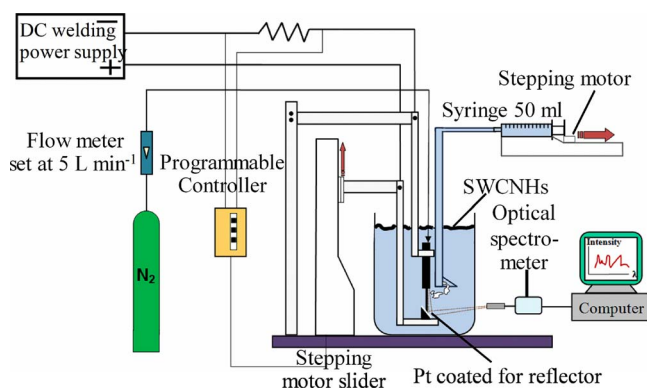 DC welding
power supply
−
+
Stepping motor
Syringe 50 ml
Flow meter
set at 5 L min-1
Programmable
Controller
SWCNHs
Optical
spectro-
meter
Intensity
λ
N2
Computer
Stepping
motor slider
Pt coated for reflector